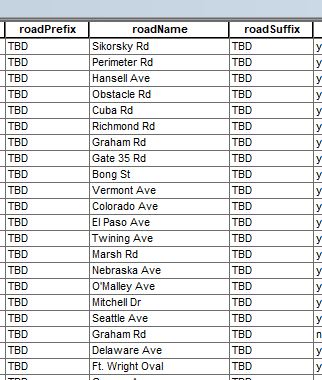 roadPrefix roadName roadSuffix
TBD Sikorsky Rd TBD y
TBD Perimeter Rd TBD y
TBD Hansell Ave TBD y
TBD Obstacle Rd TBD y
TBD Cuba Rd TBD y
TBD Richmond Rd TBD y
TBD Graham Rd TBD y
TBD Gate 35 Rd TBD y
TBD Bong St TBD y
TBD Vermont Ave TBD y
TBD Colorado Ave TBD y
TBD El Paso Ave TBD y
TBD Twining Ave TBD y
TBD Marsh Rd TBD y
TBD Nebraska Ave TBD y
TBD O'Malley Ave TBD y
TBD Mitchell Dr TBD y
TBD Seattle Ave TBD y
TBD Graham Rd TBD n
TBD Delaware Ave TBD y
TBD Ft. Wright Oval TBD y